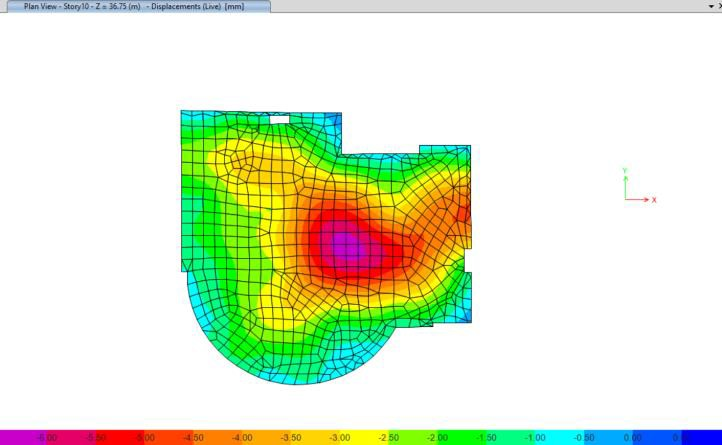 Plan View - Story10 - Z = 36.75 (m) - Displacements (Live) [mm]
Y
X
-6.00 -5.50 -5.00 -4.50 -4.00 -3.50 -3.00 -2.50 -2.00 -1.50 -1.00 -0.50 0.00